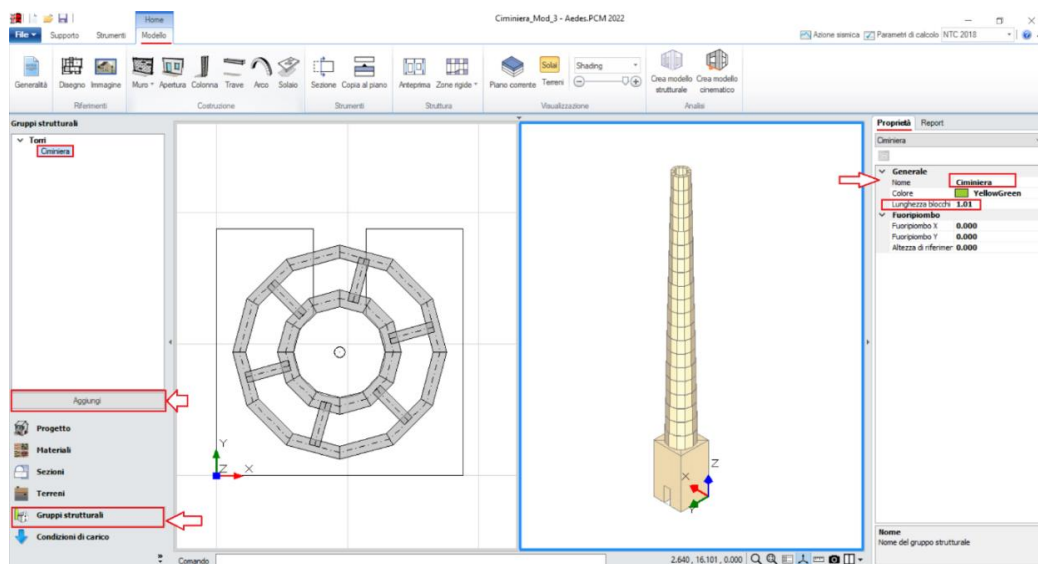 Home
Ciminiera_Mod_3 - Aedes.PCM 2022
File Supporto Strumenti Modello
Azione sismica Parametri di calcolo NTC 2018
Generalità Disegno Immagine Muro Apertura Colonna Trave Arco Solaio Sezione Copia al piano Anteprima Zone rigide Piano corrente Solai Terreni Shading Crea modello strutturale Crea modello cinematico
Riferimenti Costruzione Strumenti Struttura Visualizzazione Analisi
Gruppi strutturali
Torri
Ciminiera
Aggiungi
Progetto
Materiali
Sezioni
Terreni
Gruppi strutturali
Condizioni di carico
Y
Z X
Z
X
Y
Comando
2.640 , 16.101 , 0.000
Proprietà Report
Ciminiera
Generale
Nome Ciminiera
Colore YellowGreen
Lunghezza blocchi 1.01
Fuoripiombo
Fuoripiombo X 0.000
Fuoripiombo Y 0.000
Altezza di riferimer 0.000
Nome
Nome del gruppo strutturale